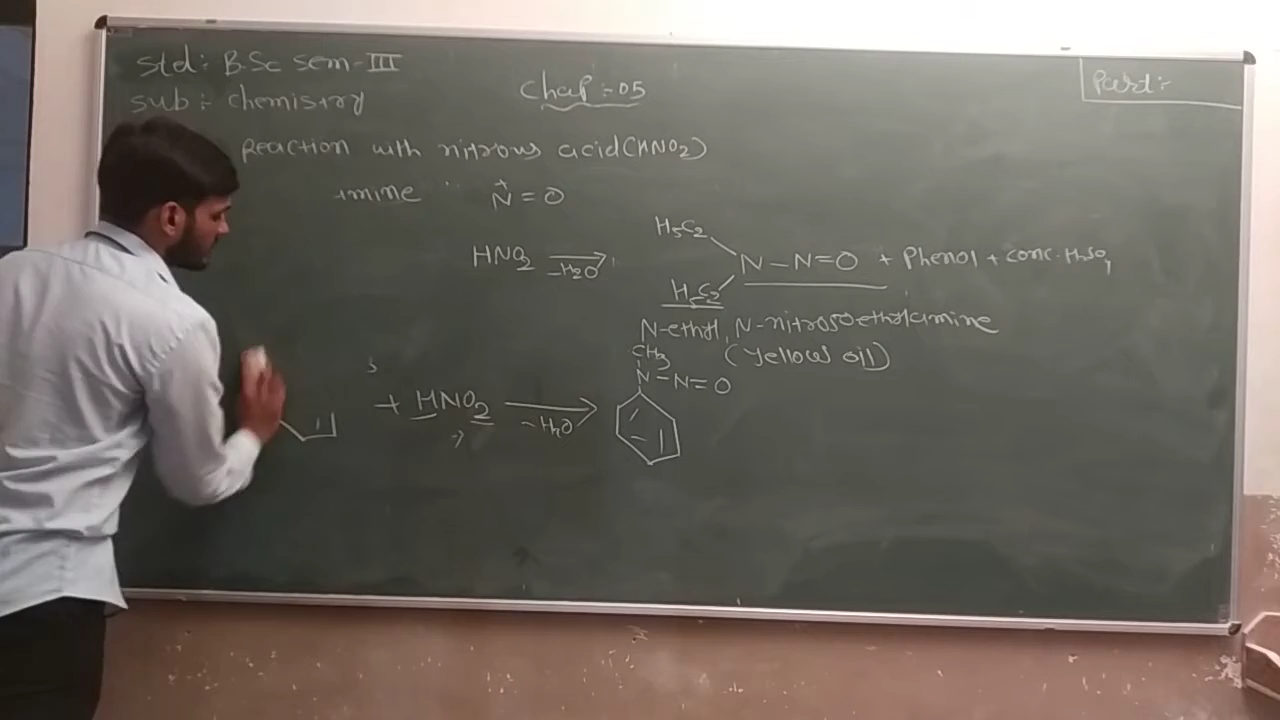 Std:- B.Sc sem-III
Sub:- chemistry
Chap:-05
Part:-
Reaction with nitrous acid(HNO2)
mine
N+=O
HNO2 -H2O
H5C2
N-N=O + Phenol + conc. H2SO4
H5C2
N-ethyl, N-nitrosoethylamine
(Yellow oil)
CH3
N-N=O
+ HNO2 -H2O